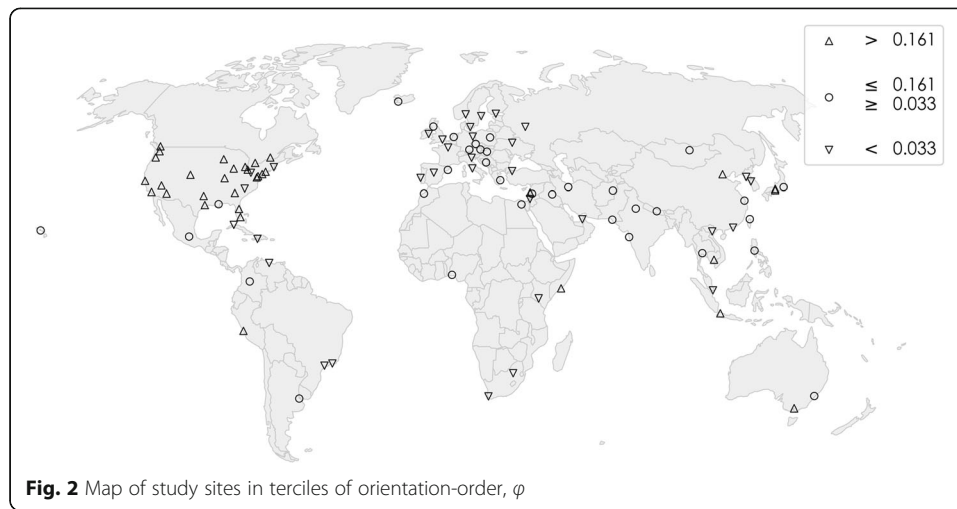 > 0.161
≤ 0.161
≥ 0.033
< 0.033
Fig. 2 Map of study sites in terciles of orientation-order, φ